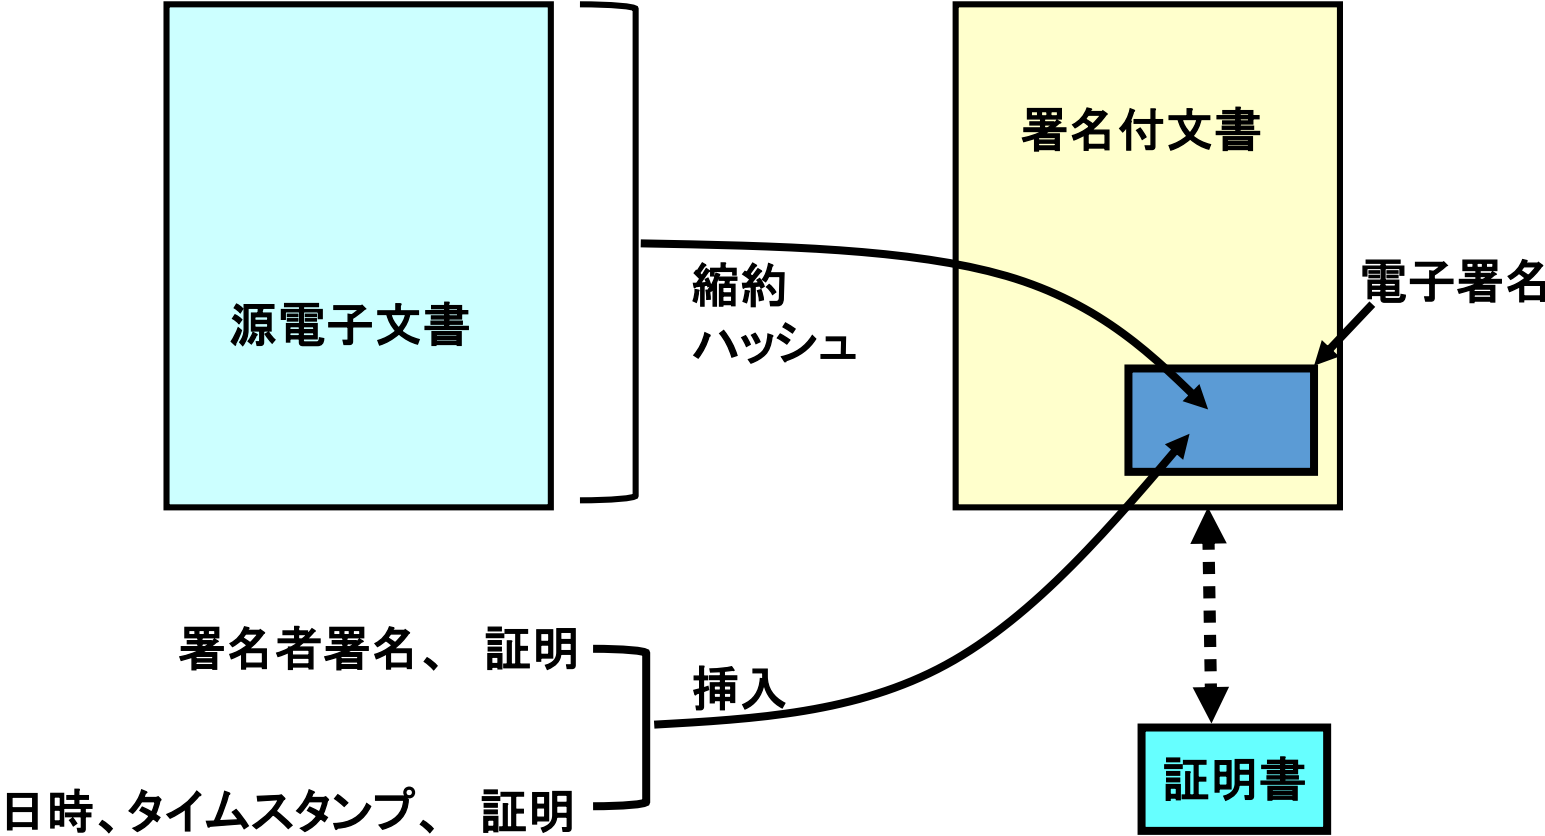 署名付文書
電子署名
縮約
ハッシュ
源電子文書
署名者署名、 証明
挿入
日時、タイムスタンプ、 証明
証明書